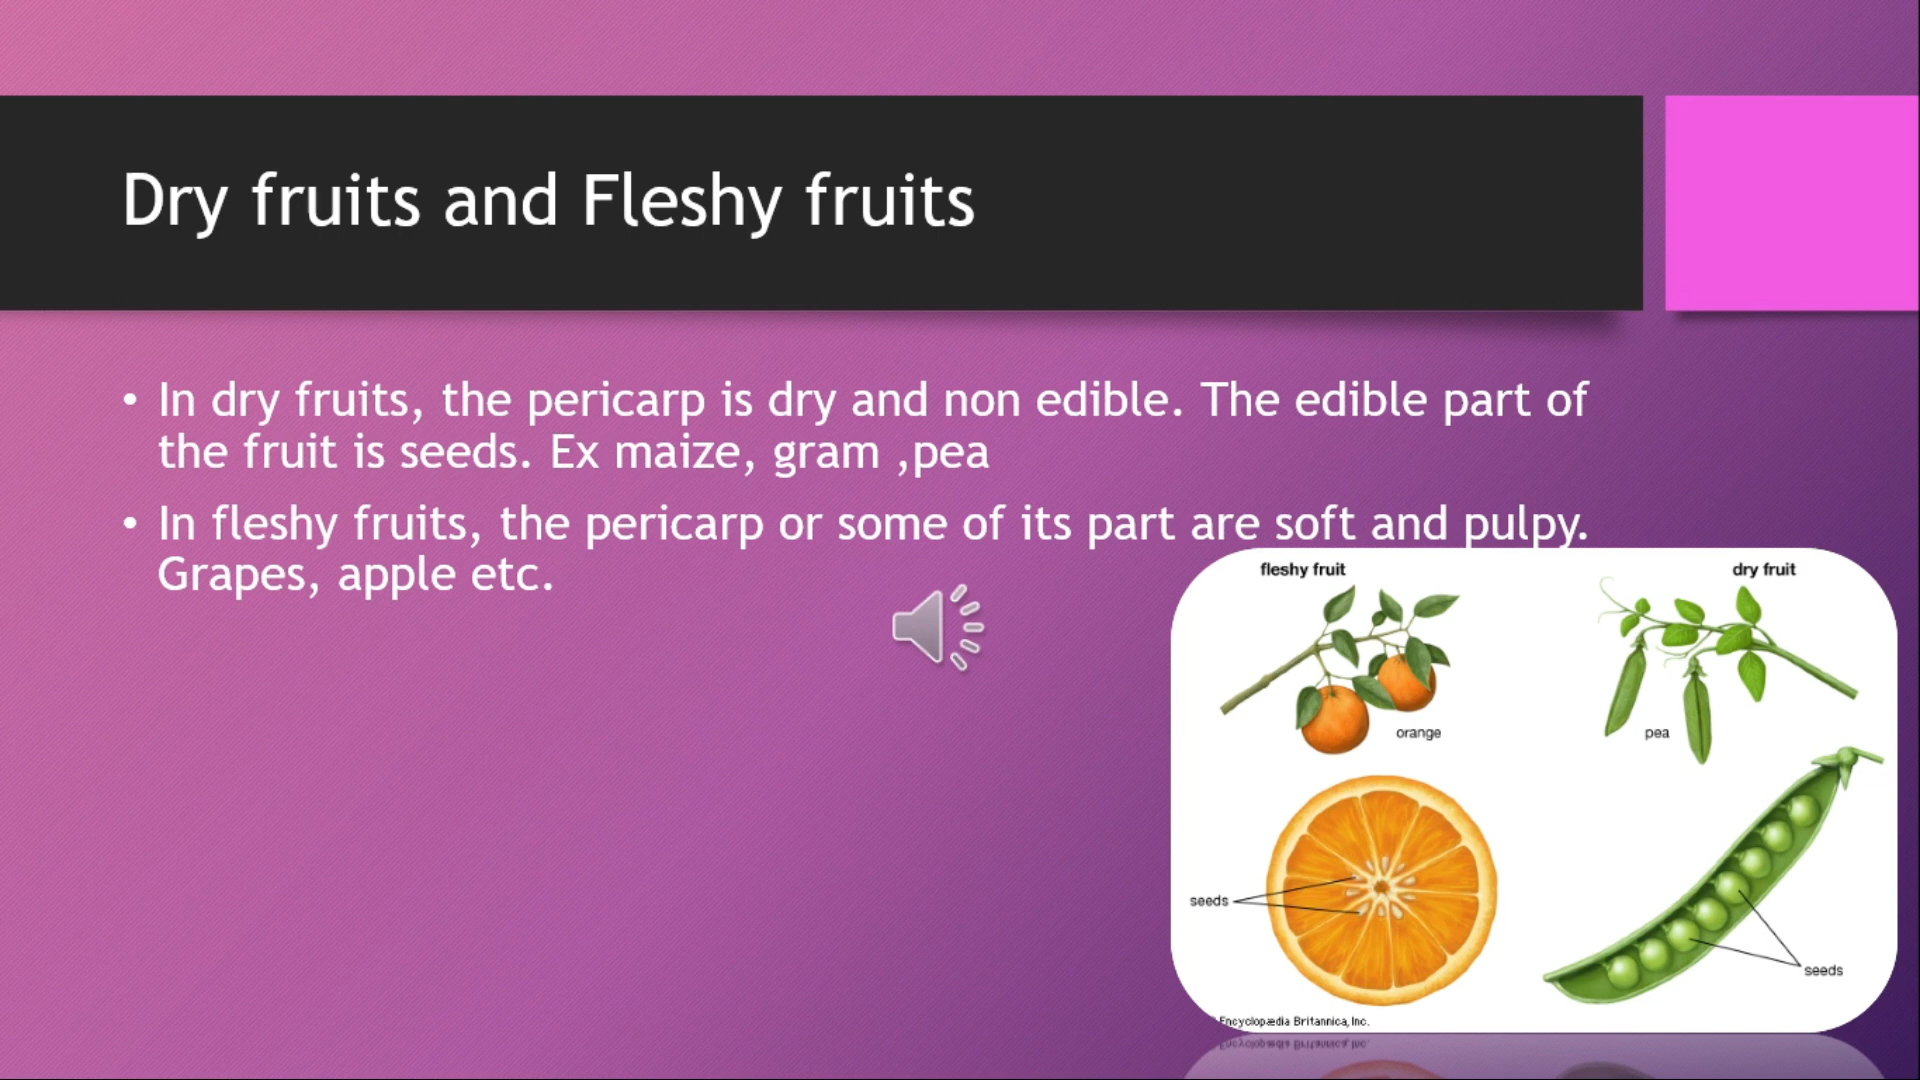 Dry fruits and Fleshy fruits
• In dry fruits, the pericarp is dry and non edible. The edible part of
the fruit is seeds. Ex maize, gram ,pea
• In fleshy fruits, the pericarp or some of its part are soft and pulpy.
Grapes, apple etc.
fleshy fruit
dry fruit
orange
pea
seeds
seeds
Encyclopædia Britannica, Inc.